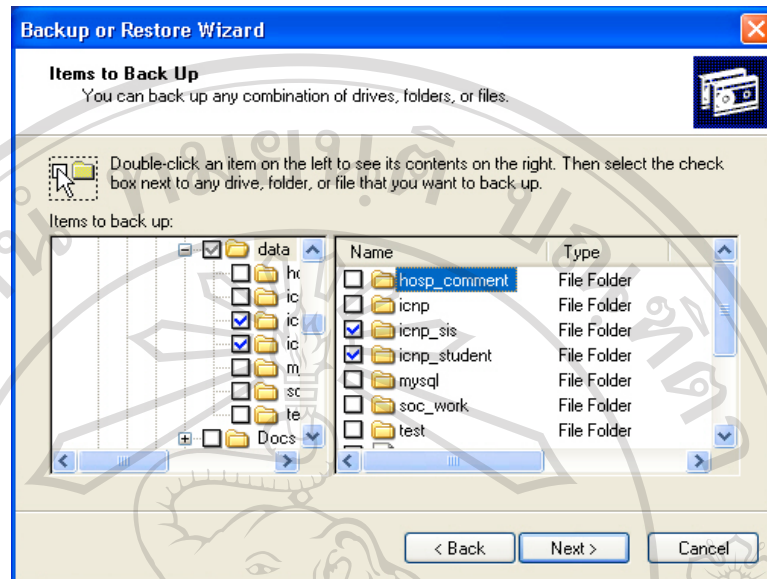 Backup or Restore Wizard
Items to Back Up
You can back up any combination of drives, folders, or files.
Double-click an item on the left to see its contents on the right. Then select the check
box next to any drive, folder, or file that you want to back up.
Items to back up:
data
ic
ic
ic
te
Docs
Name Type
hosp_comment File Folder
icnp File Folder
icnp_sis File Folder
icnp_student File Folder
mysql File Folder
soc_work File Folder
test File Folder
< Back Next > Cancel